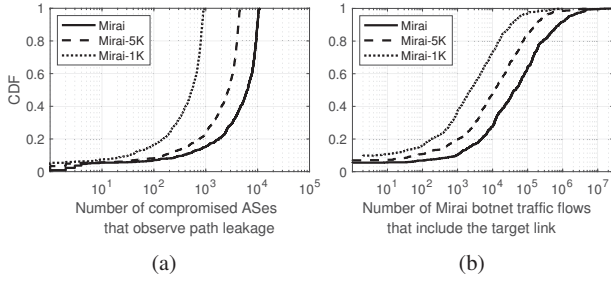 1
0.8
0.6
0.4
0.2
0
CDF
Mirai
Mirai-5K
Mirai-1K
10^1 10^2 10^3 10^4 10^5
Number of compromised ASes
that observe path leakage
(a)
1
0.8
0.6
0.4
0.2
0
Mirai
Mirai-5K
Mirai-1K
10^1 10^2 10^3 10^4 10^5 10^6 10^7
Number of Mirai botnet traffic flows
that include the target link
(b)